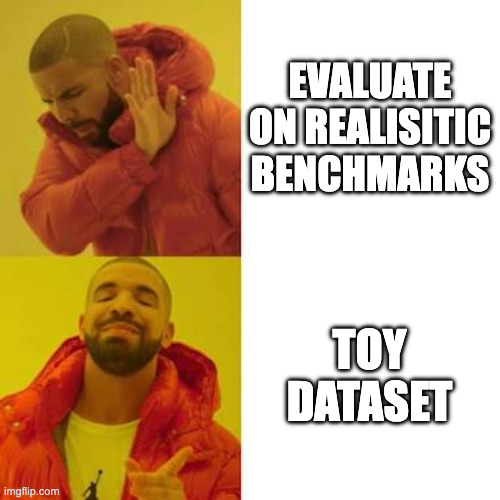 EVALUATE
ON REALISITIC
BENCHMARKS
TOY
DATASET
imgflip.com